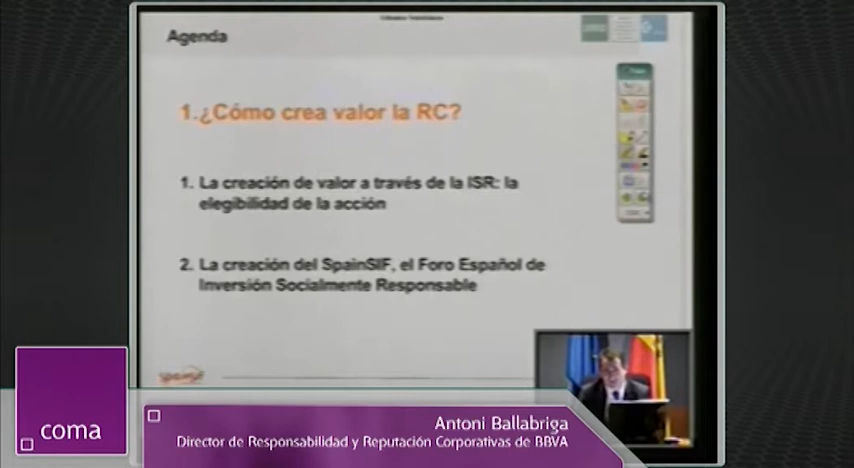 Agenda
1.¿Cómo crea valor la RC?
1. La creación de valor a través de la ISR: la
elegibilidad de la acción
2. La creación del SpainSIF, el Foro Español de
Inversión Socialmente Responsable
coma
Antoni Ballabriga
Director de Responsabilidad y Reputación Corporativas de BBVA